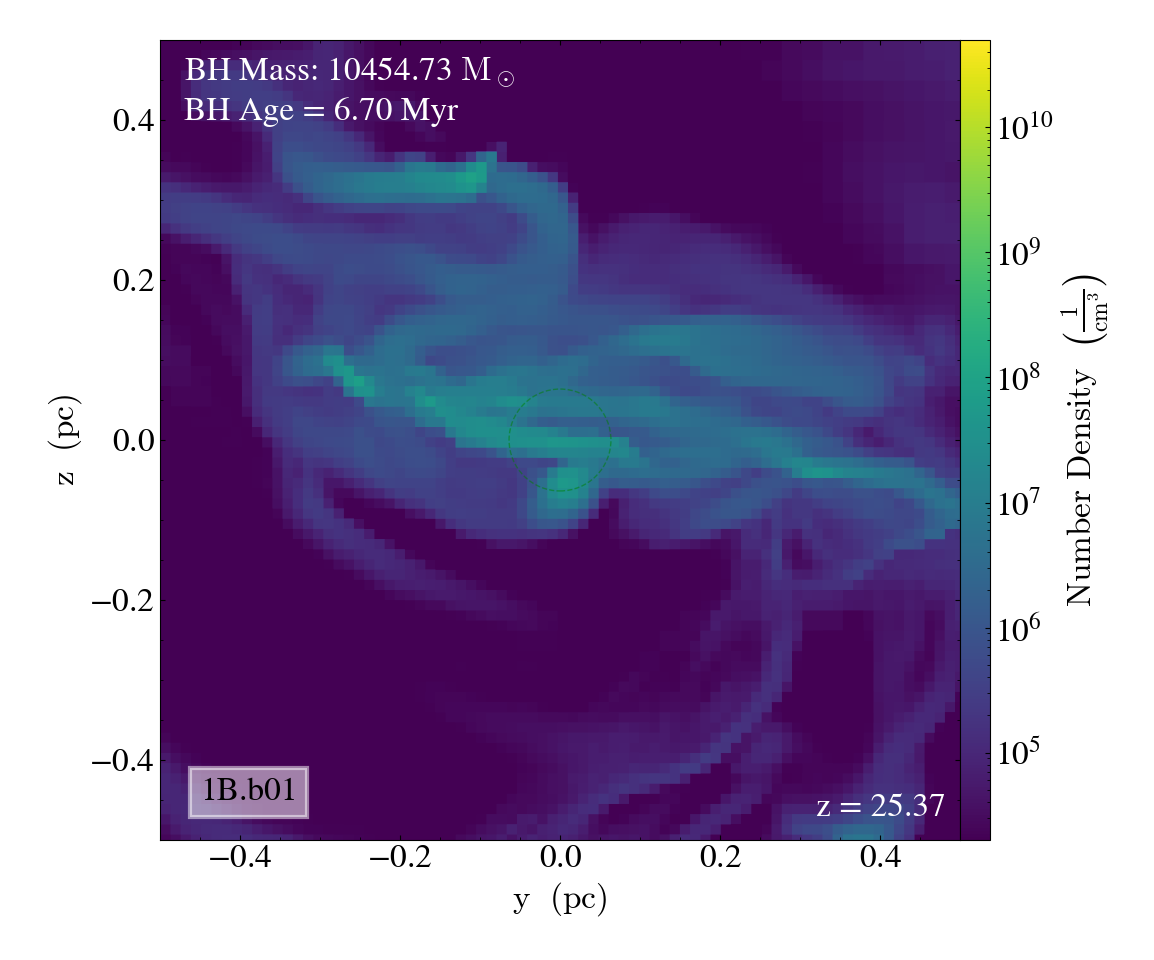 BH Mass: 10454.73 M⊙
BH Age = 6.70 Myr
0.4
0.2
0.0
−0.2
−0.4
z (pc)
1B.b01
z = 25.37
−0.4 −0.2 0.0 0.2 0.4
y (pc)
10^10
10^9
10^8
10^7
10^6
10^5
Number Density (1/cm^3)